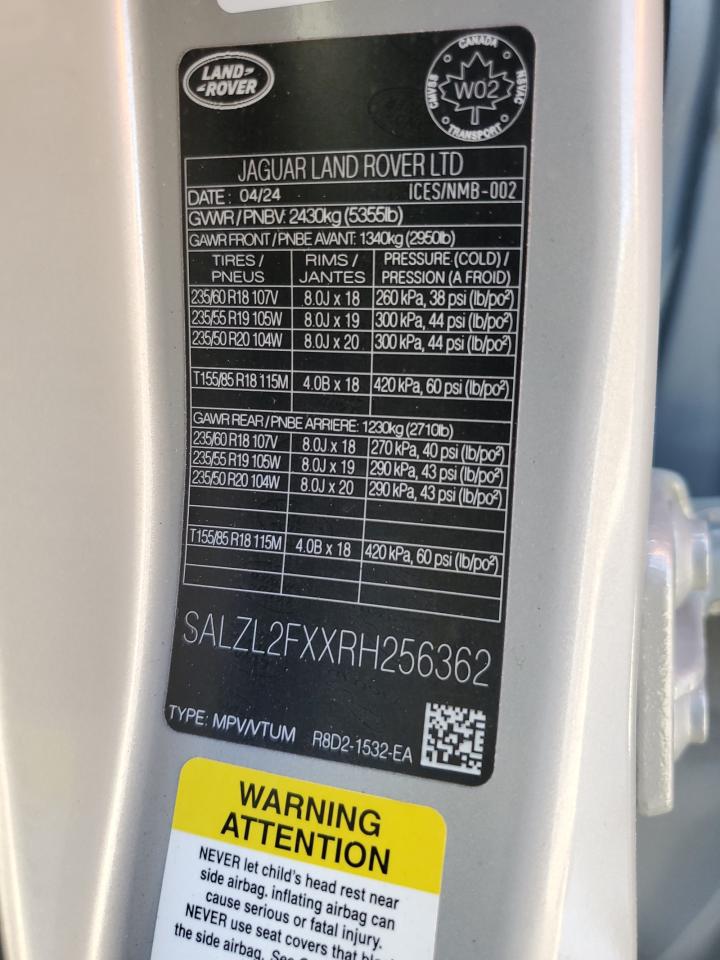 LAND-
-ROVER
CANADA
CMVSS
W02
NSVAC
TRANSPORT
JAGUAR LAND ROVER LTD
DATE : 04/24 ICES/NMB-002
GVWR / PNBV: 2430kg (5355lb)
GAWR FRONT / PNBE AVANT: 1340kg (2950lb)
TIRES / RIMS / PRESSURE (COLD) /
PNEUS JANTES PRESSION (A FROID)
235/60 R18 107V 8.0J x 18 260 kPa, 38 psi (lb/po²)
235/55 R19 105W 8.0J x 19 300 kPa, 44 psi (lb/po²)
235/50 R20 104W 8.0J x 20 300 kPa, 44 psi (lb/po²)
T155/85 R18 115M 4.0B x 18 420 kPa, 60 psi (lb/po²)
GAWR REAR / PNBE ARRIERE: 1230kg (2710lb)
235/60 R18 107V 8.0J x 18 270 kPa, 40 psi (lb/po²)
235/55 R19 105W 8.0J x 19 290 kPa, 43 psi (lb/po²)
235/50 R20 104W 8.0J x 20 290 kPa, 43 psi (lb/po²)
T155/85 R18 115M 4.0B x 18 420 kPa, 60 psi (lb/po²)
SALZL2FXXRH256362
TYPE: MPV/VTUM R8D2-1532-EA
WARNING
ATTENTION
NEVER let child's head rest near
side airbag. inflating airbag can
cause serious or fatal injury.
NEVER use seat covers that
the side airbag. See